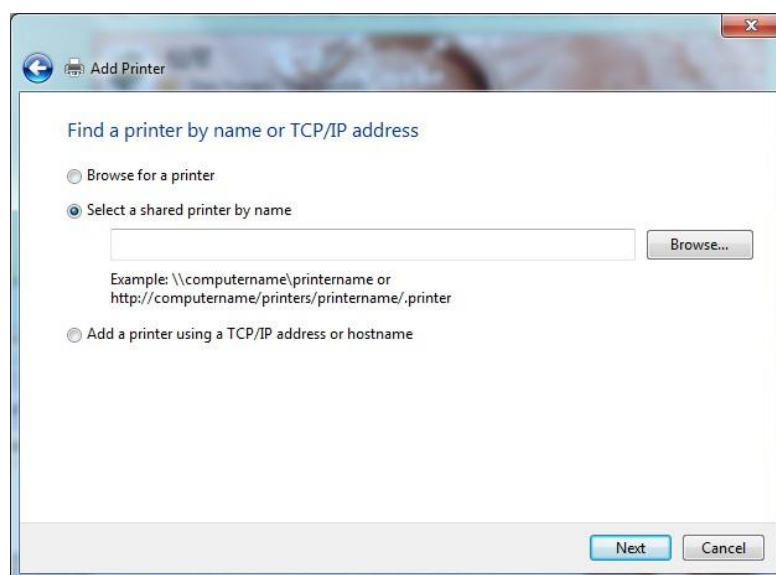 Add Printer
Find a printer by name or TCP/IP address
Browse for a printer
Select a shared printer by name
Browse...
Example: \\computername\printername or
http://computername/printers/printername/.printer
Add a printer using a TCP/IP address or hostname
Next
Cancel